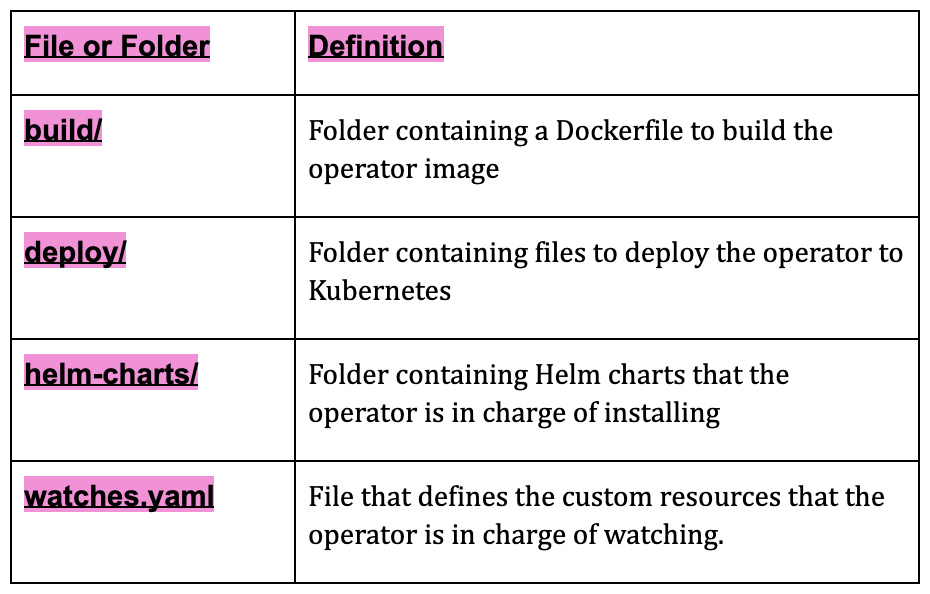 File or Folder
Definition
build/
Folder containing a Dockerfile to build the
operator image
deploy/
Folder containing files to deploy the operator to
Kubernetes
helm-charts/
Folder containing Helm charts that the
operator is in charge of installing
watches.yaml
File that defines the custom resources that the
operator is in charge of watching.